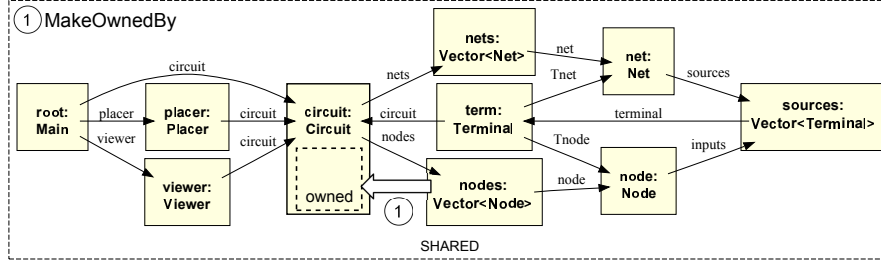 1 MakeOwnedBy
circuit
root:
Main
placer
viewer
placer:
Placer
circuit
viewer:
Viewer
circuit
circuit:
Circuit
owned
nets
circuit
nodes
1
nets:
Vector<Net>
term:
Terminal
nodes:
Vector<Node>
net
Tnet
Tnode
node
terminal
net:
Net
node:
Node
sources
inputs
sources:
Vector<Terminal>
SHARED